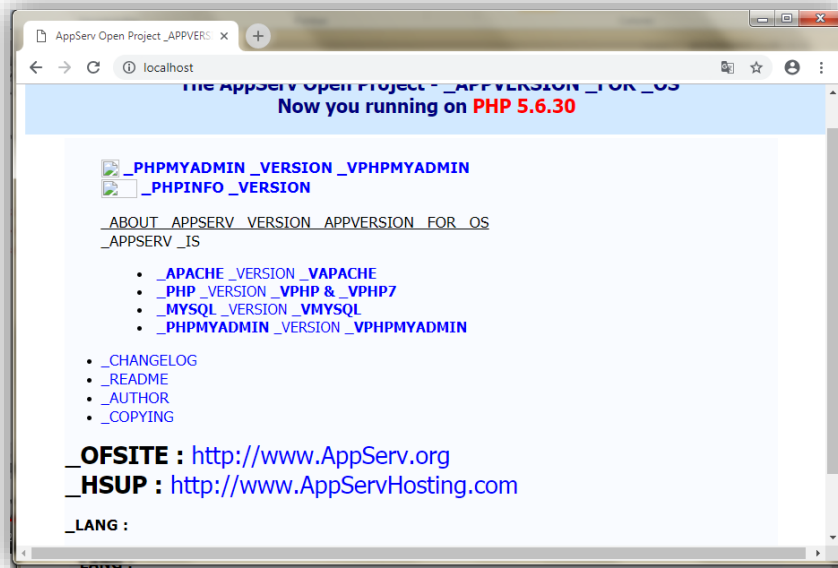 AppServ Open Project _APPVERS
localhost
The AppServ Open Project - _APPVERSION _FOR _OS
Now you running on PHP 5.6.30
_PHPMYADMIN _VERSION _VPHPMYADMIN
_PHPINFO _VERSION
_ABOUT _APPSERV _VERSION _APPVERSION _FOR _OS
_APPSERV _IS
• _APACHE _VERSION _VAPACHE
• _PHP _VERSION _VPHP & _VPHP7
• _MYSQL _VERSION _VMYSQL
• _PHPMYADMIN _VERSION _VPHPMYADMIN
• _CHANGELOG
• _README
• _AUTHOR
• _COPYING
_OFSITE : http://www.AppServ.org
_HSUP : http://www.AppServHosting.com
_LANG :